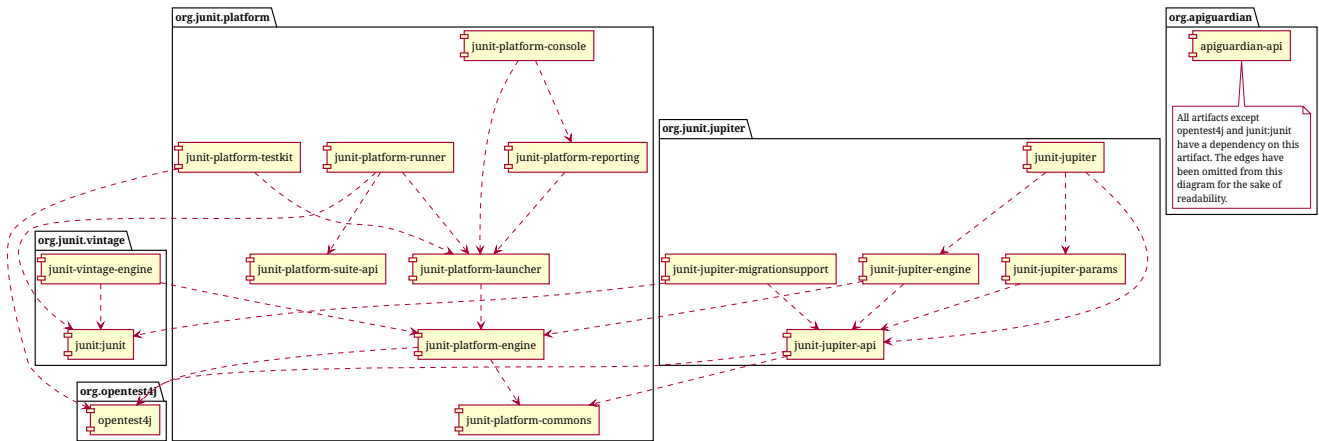 org.junit.platform
org.apiguardian
junit-platform-console
apiguardian-api
All artifacts except
opentest4j and junit:junit
have a dependency on this
artifact. The edges have
been omitted from this
diagram for the sake of
readability.
org.junit.jupiter
junit-platform-testkit
junit-platform-runner
junit-platform-reporting
junit-jupiter
org.junit.vintage
junit-vintage-engine
junit-platform-suite-api
junit-platform-launcher
junit-jupiter-migrationsupport
junit-jupiter-engine
junit-jupiter-params
junit:junit
junit-platform-engine
junit-jupiter-api
org.opentest4j
opentest4j
junit-platform-commons